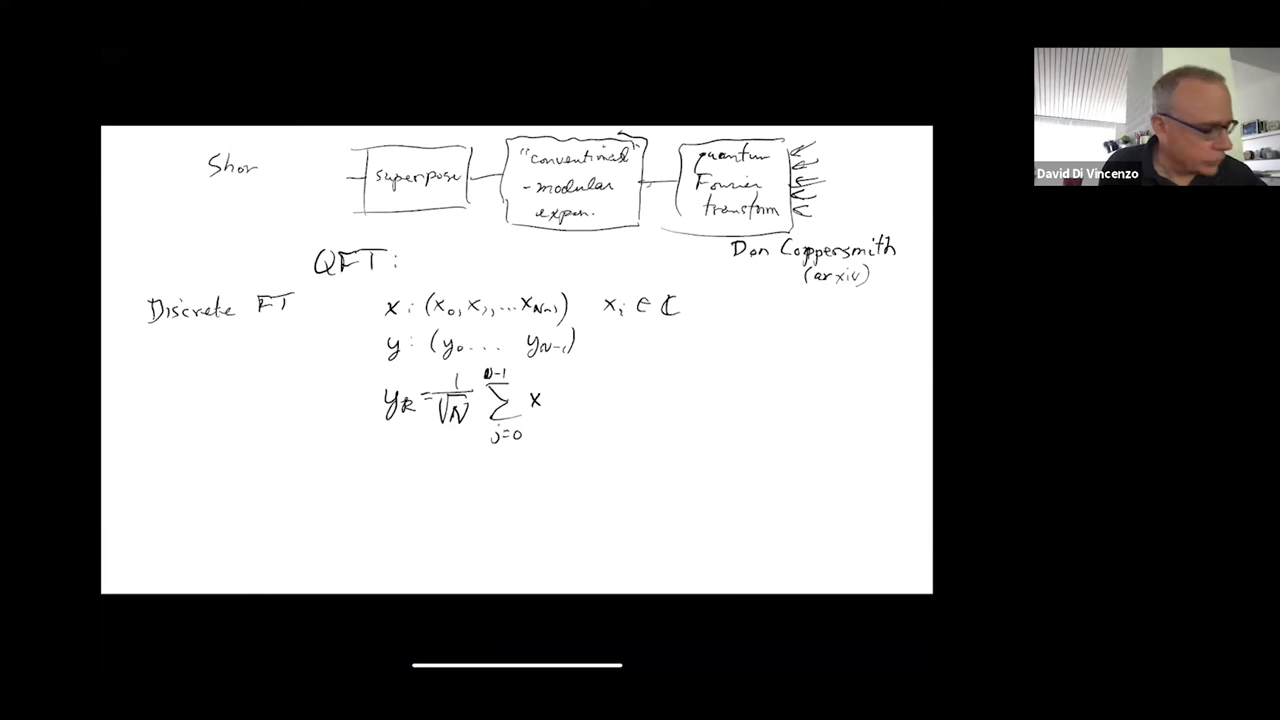 Shor
superpose
"conventional"
- modular
expon.
quantum
Fourier
transform
Don Coppersmith
(arxiv)
QFT:
Discrete FT x: (x₀, x₁, ... x_{N-1}) x_i ∈ ℂ
y: (y₀ ... y_{N-1})
y_k = 1/√N ∑_{j=0}^{N-1} x
David Di Vincenzo